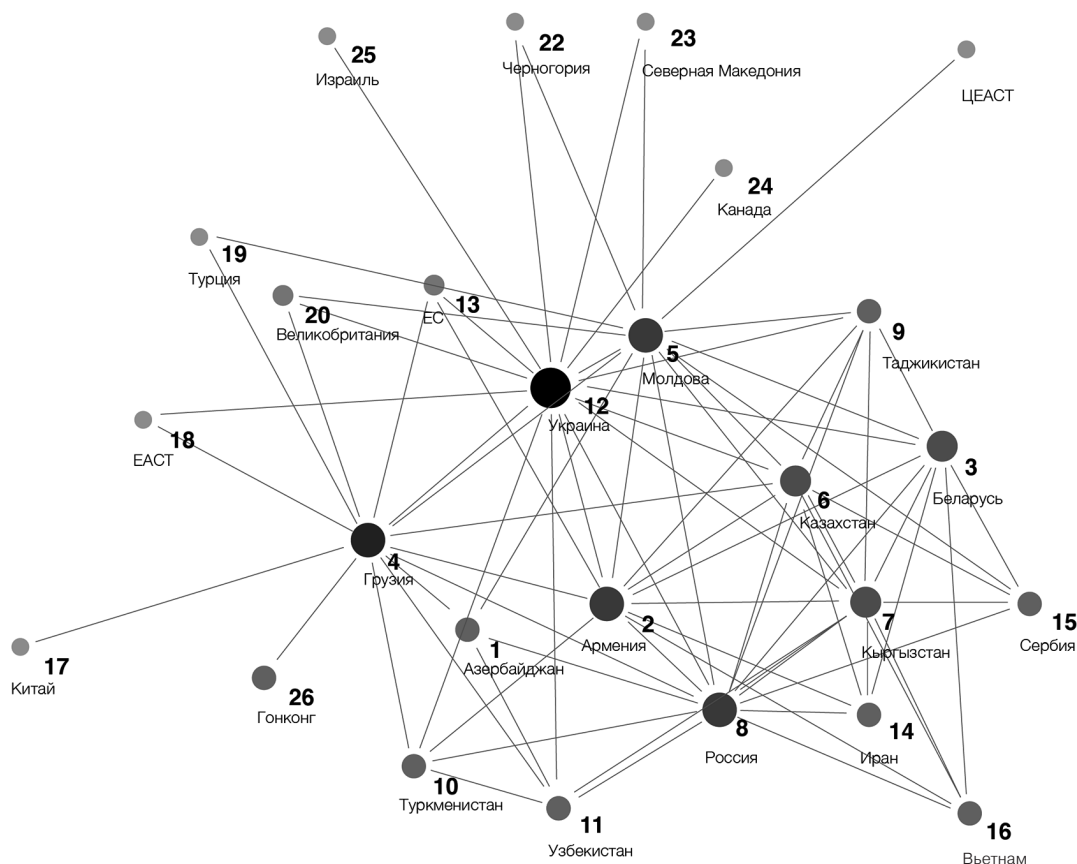 25
Израиль
22
Черногория
23
Северная Македония
ЦЕАСТ
24
Канада
19
Турция
20
Великобритания
13
ЕС
5
Молдова
9
Таджикистан
12
Украина
18
ЕАСТ
3
Беларусь
6
Казахстан
4
Грузия
2
Армения
1
Азербайджан
7
Кыргызстан
15
Сербия
17
Китай
26
Гонконг
8
Россия
14
Иран
10
Туркменистан
11
Узбекистан
16
Вьетнам